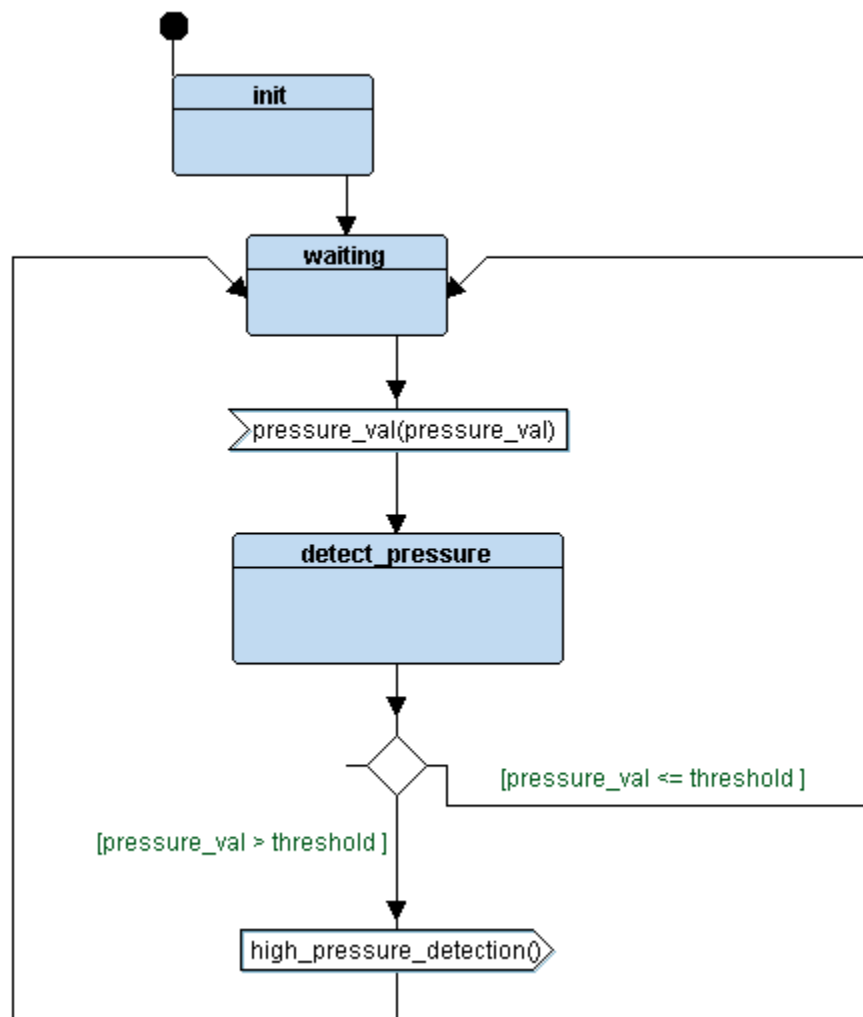 init
waiting
pressure_val(pressure_val)
detect_pressure
[pressure_val <= threshold ]
[pressure_val > threshold ]
high_pressure_detection()